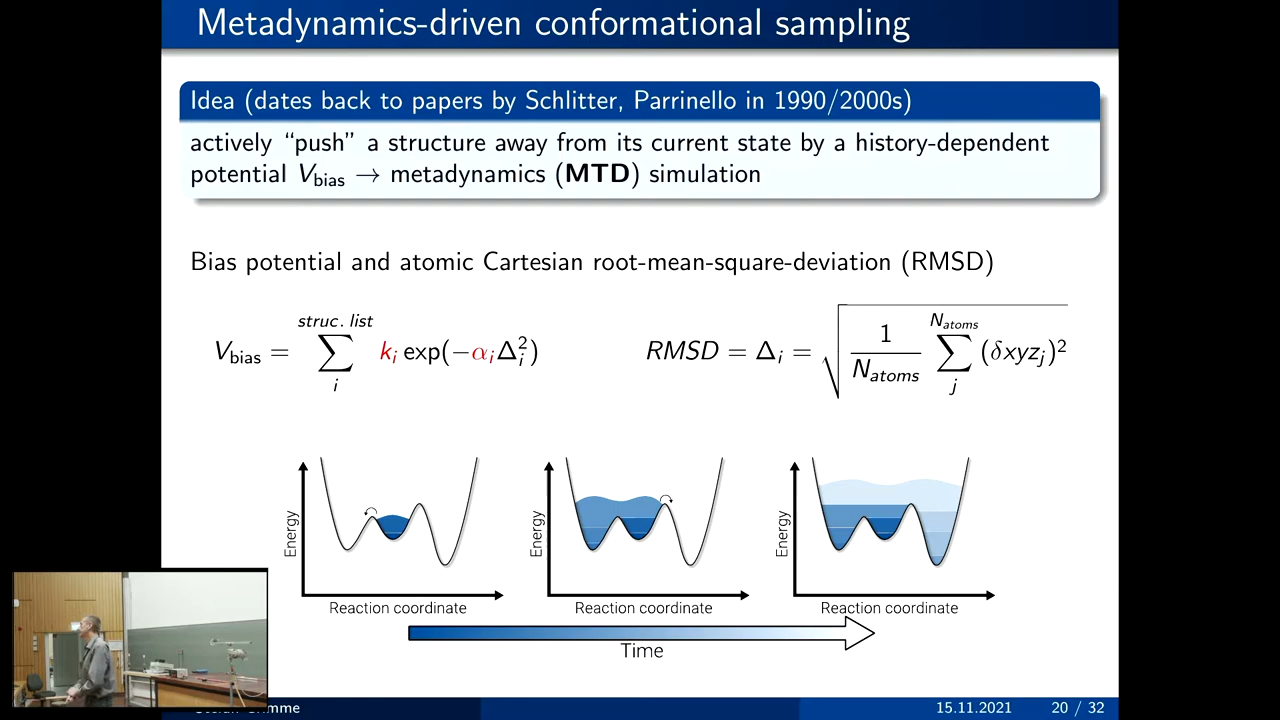 Metadynamics-driven conformational sampling
Idea (dates back to papers by Schlitter, Parrinello in 1990/2000s)
actively “push” a structure away from its current state by a history-dependent
potential V_bias → metadynamics (MTD) simulation
Bias potential and atomic Cartesian root-mean-square-deviation (RMSD)
V_bias = ∑_i^{struc. list} k_i exp(−α_i Δ_i^2)
RMSD = Δ_i = √(1/N_atoms ∑_j^{N_atoms} (δxyz_j)^2)
Energy
Reaction coordinate
Energy
Reaction coordinate
Energy
Reaction coordinate
Time
15.11.2021
20 / 32